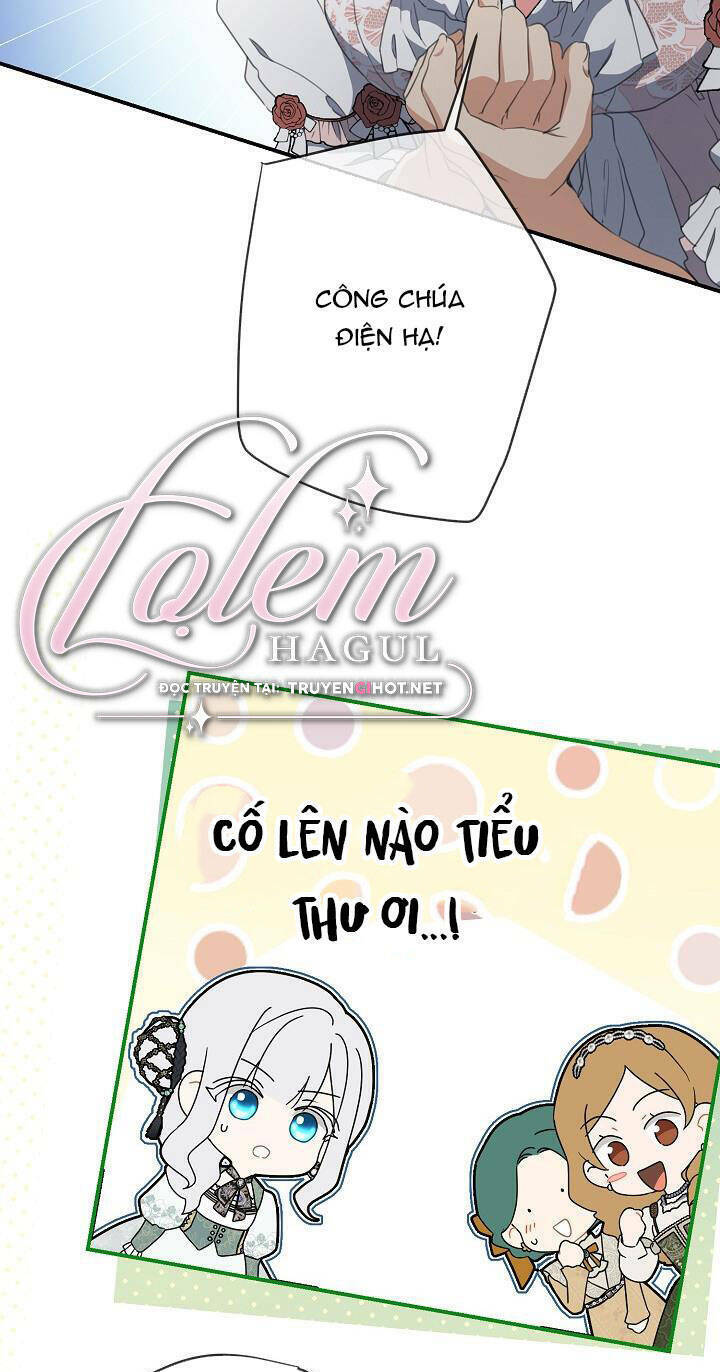 CÔNG CHÚA
ĐIỆN HẠ!
Lọlem
HAGUL
ĐỌC TRUYỆN TẠI: TRUYENGIHOT.NET
CỐ LÊN NÀO TIỂU
THƯ ƠI...!